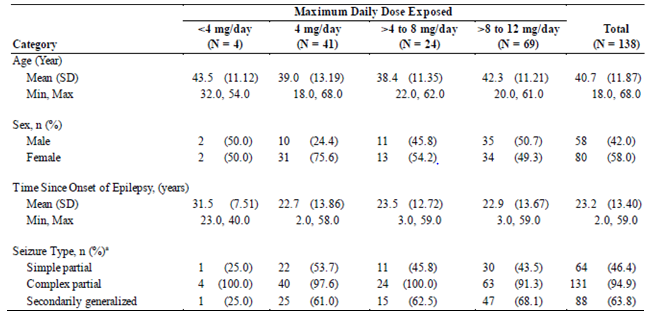 Maximum Daily Dose Exposed
<4 mg/day 4 mg/day >4 to 8 mg/day >8 to 12 mg/day Total
Category (N = 4) (N = 41) (N = 24) (N = 69) (N = 138)
Age (Year)
Mean (SD) 43.5 (11.12) 39.0 (13.19) 38.4 (11.35) 42.3 (11.21) 40.7 (11.87)
Min, Max 32.0, 54.0 18.0, 68.0 22.0, 62.0 20.0, 61.0 18.0, 68.0
Sex, n (%)
Male 2 (50.0) 10 (24.4) 11 (45.8) 35 (50.7) 58 (42.0)
Female 2 (50.0) 31 (75.6) 13 (54.2) 34 (49.3) 80 (58.0)
Time Since Onset of Epilepsy, (years)
Mean (SD) 31.5 (7.51) 22.7 (13.86) 23.5 (12.72) 22.9 (13.67) 23.2 (13.40)
Min, Max 23.0, 40.0 2.0, 58.0 3.0, 59.0 3.0, 59.0 2.0, 59.0
Seizure Type, n (%)ᵃ
Simple partial 1 (25.0) 22 (53.7) 11 (45.8) 30 (43.5) 64 (46.4)
Complex partial 4 (100.0) 40 (97.6) 24 (100.0) 63 (91.3) 131 (94.9)
Secondarily generalized 1 (25.0) 25 (61.0) 15 (62.5) 47 (68.1) 88 (63.8)